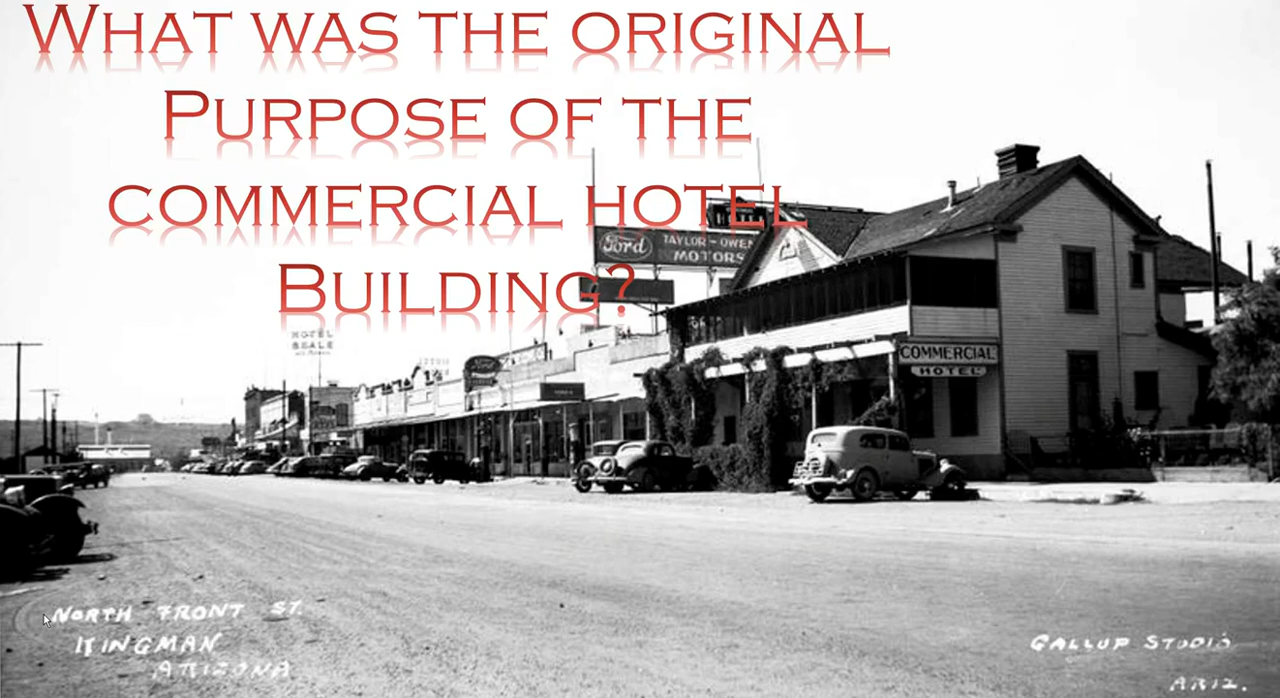 What was the original
Purpose of the
commercial hotel
Building?
Ford TAYLOR - OWEN
MOTORS
HOTEL
BEALE
Ford
COMMERCIAL
HOTEL
NORTH FRONT ST.
KINGMAN
ARIZONA
GALLUP STUDIO
ARIZ.